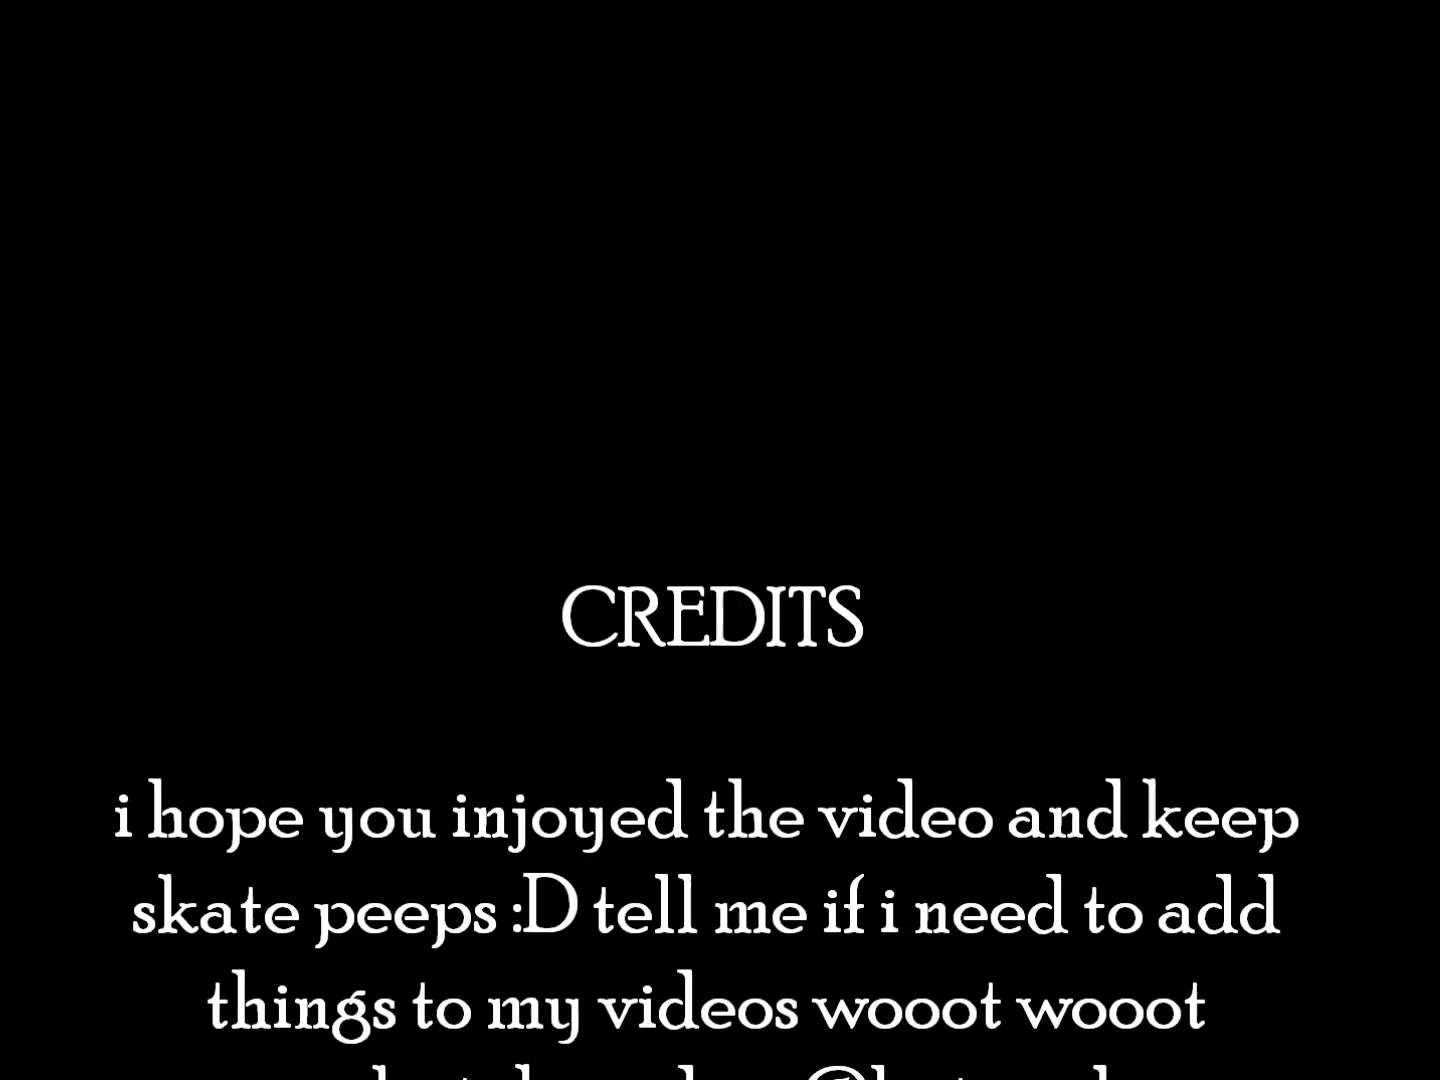 CREDITS
i hope you injoyed the video and keep
skate peeps :D tell me if i need to add
things to my videos wooot wooot